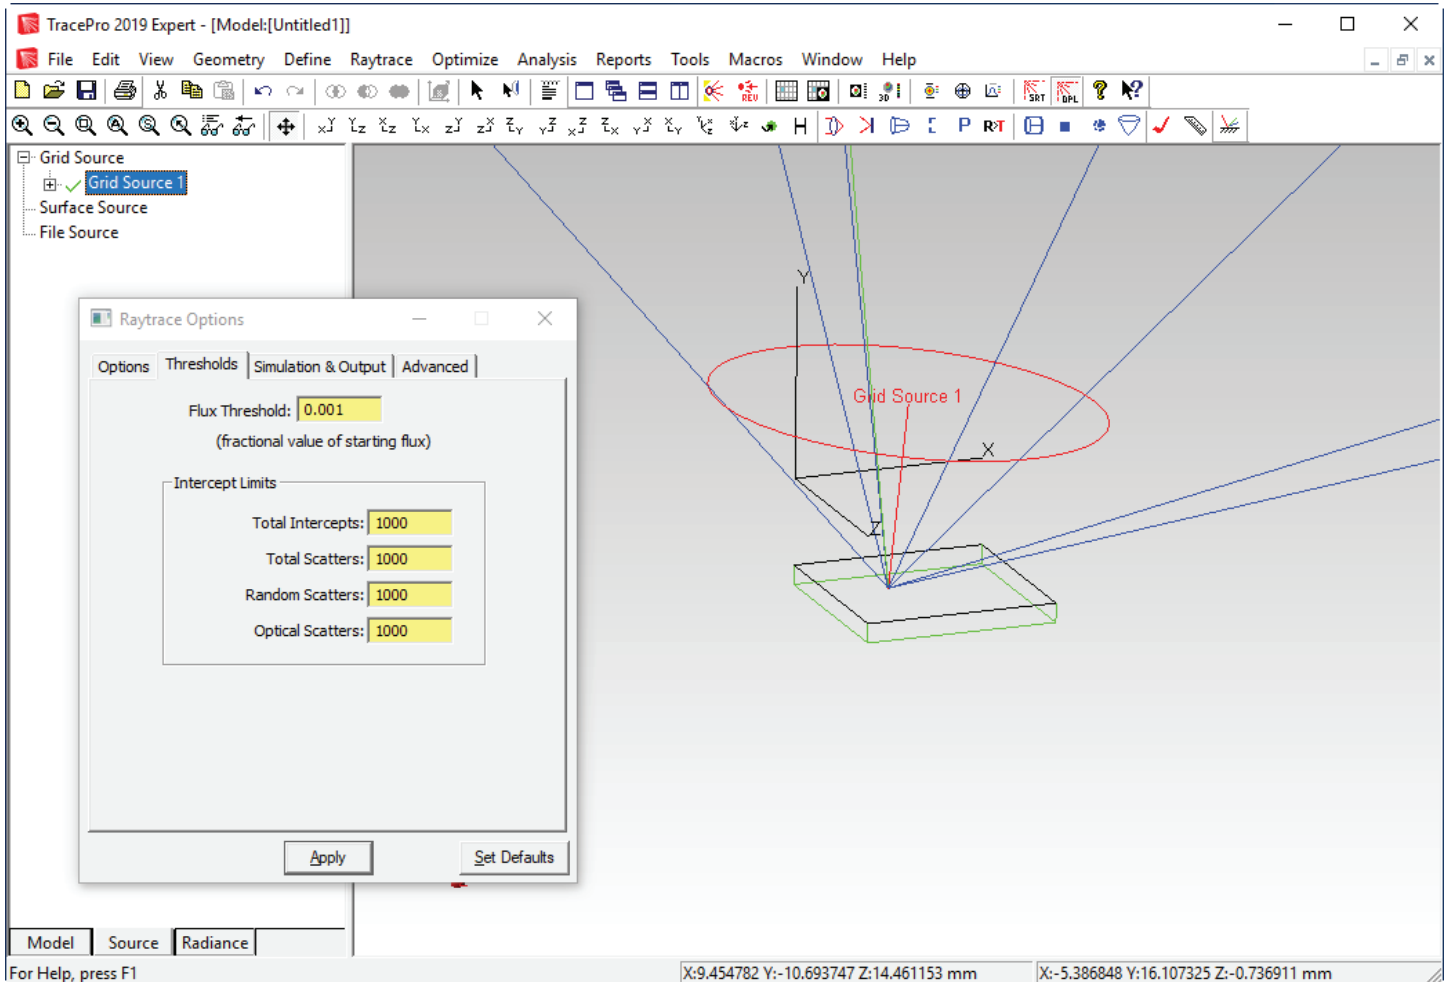 TracePro 2019 Expert - [Model:[Untitled1]]
File Edit View Geometry Define Raytrace Optimize Analysis Reports Tools Macros Window Help
Grid Source
Grid Source 1
Surface Source
File Source
Raytrace Options
Options Thresholds Simulation & Output Advanced
Flux Threshold: 0.001
(fractional value of starting flux)
Intercept Limits
Total Intercepts: 1000
Total Scatters: 1000
Random Scatters: 1000
Optical Scatters: 1000
Apply Set Defaults
Y
Grid Source 1
X
Z
Model Source Radiance
For Help, press F1
X:9.454782 Y:-10.693747 Z:14.461153 mm
X:-5.386848 Y:16.107325 Z:-0.736911 mm